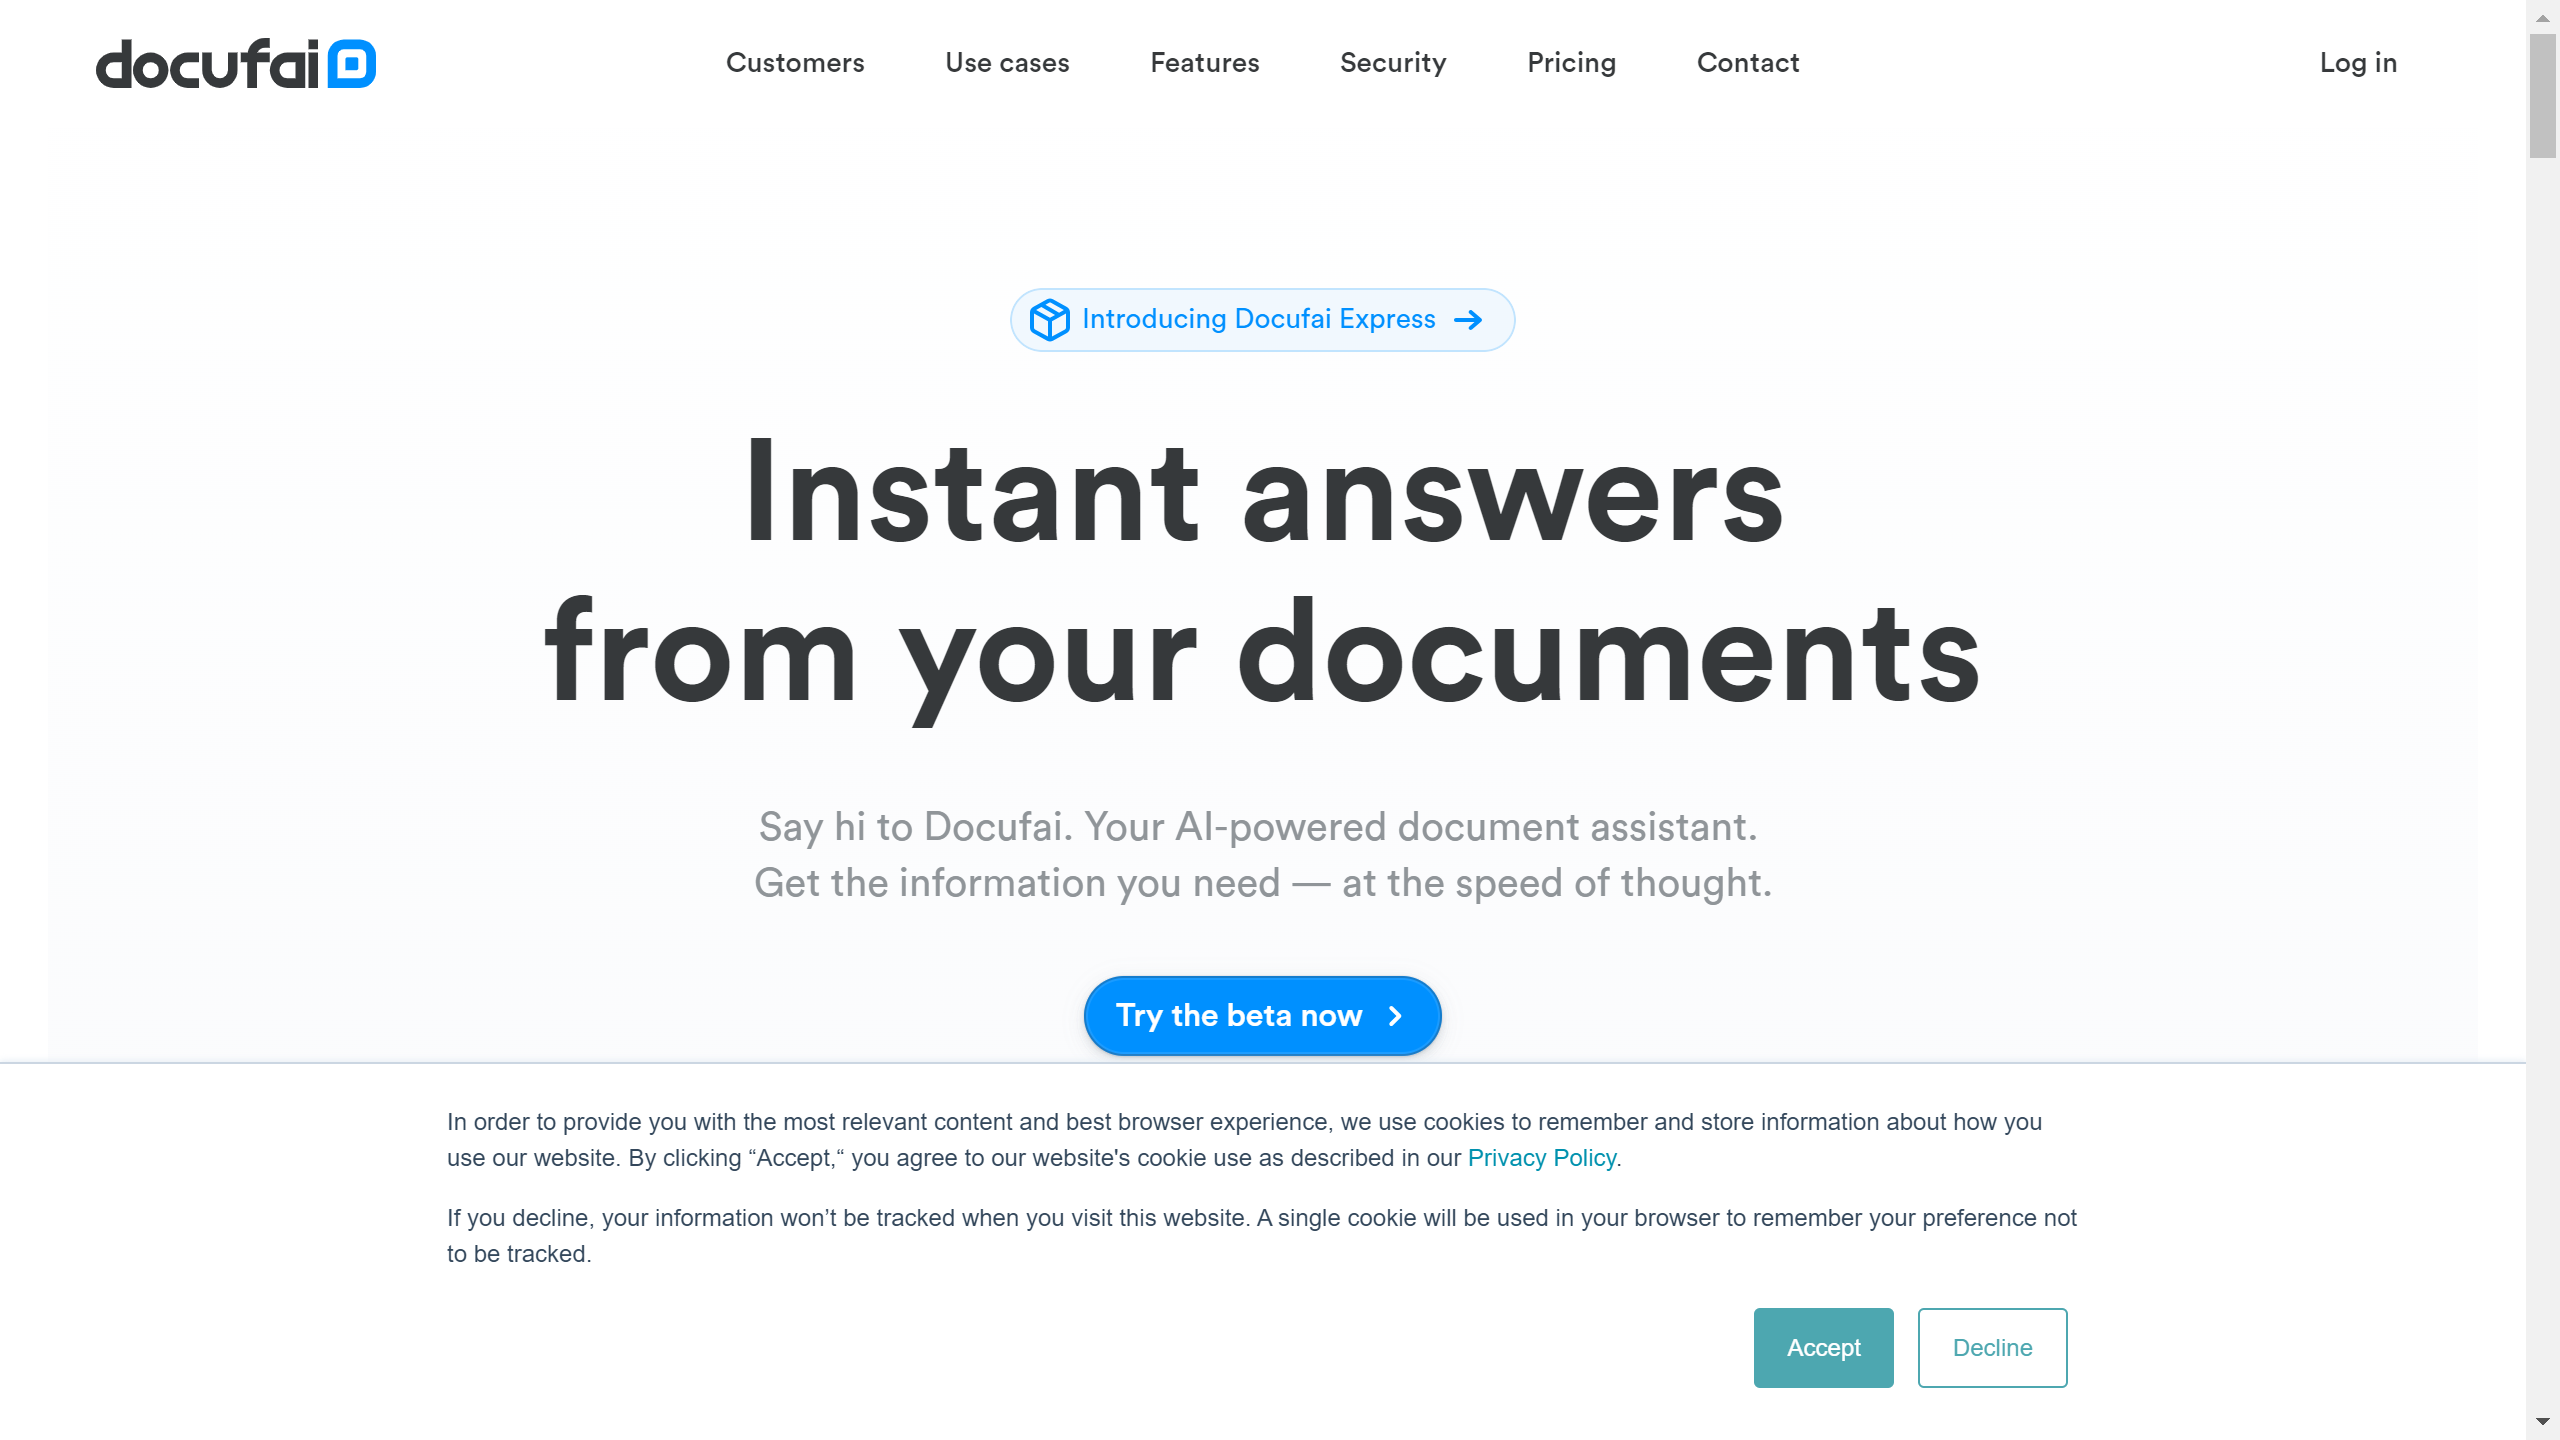 docufai
Customers
Use cases
Features
Security
Pricing
Contact
Log in
Introducing Docufai Express
Instant answers
from your documents
Say hi to Docufai. Your AI-powered document assistant.
Get the information you need — at the speed of thought.
Try the beta now
In order to provide you with the most relevant content and best browser experience, we use cookies to remember and store information about how you
use our website. By clicking “Accept,“ you agree to our website's cookie use as described in our Privacy Policy.
If you decline, your information won’t be tracked when you visit this website. A single cookie will be used in your browser to remember your preference not
to be tracked.
Accept
Decline